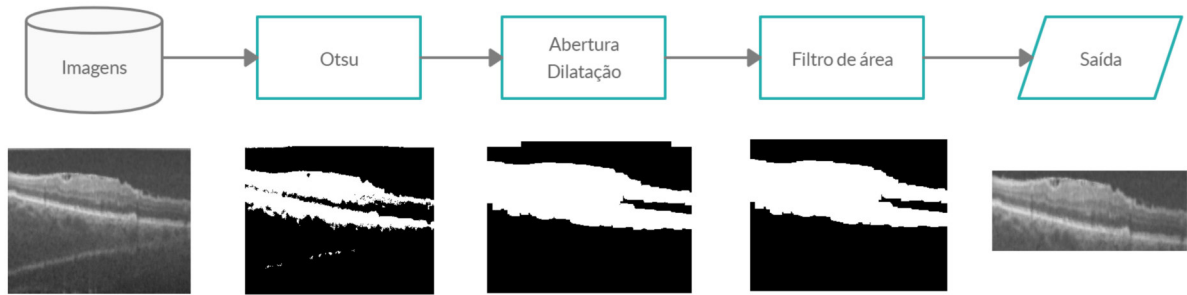 Imagens
Otsu
Abertura
Dilatação
Filtro de área
Saída